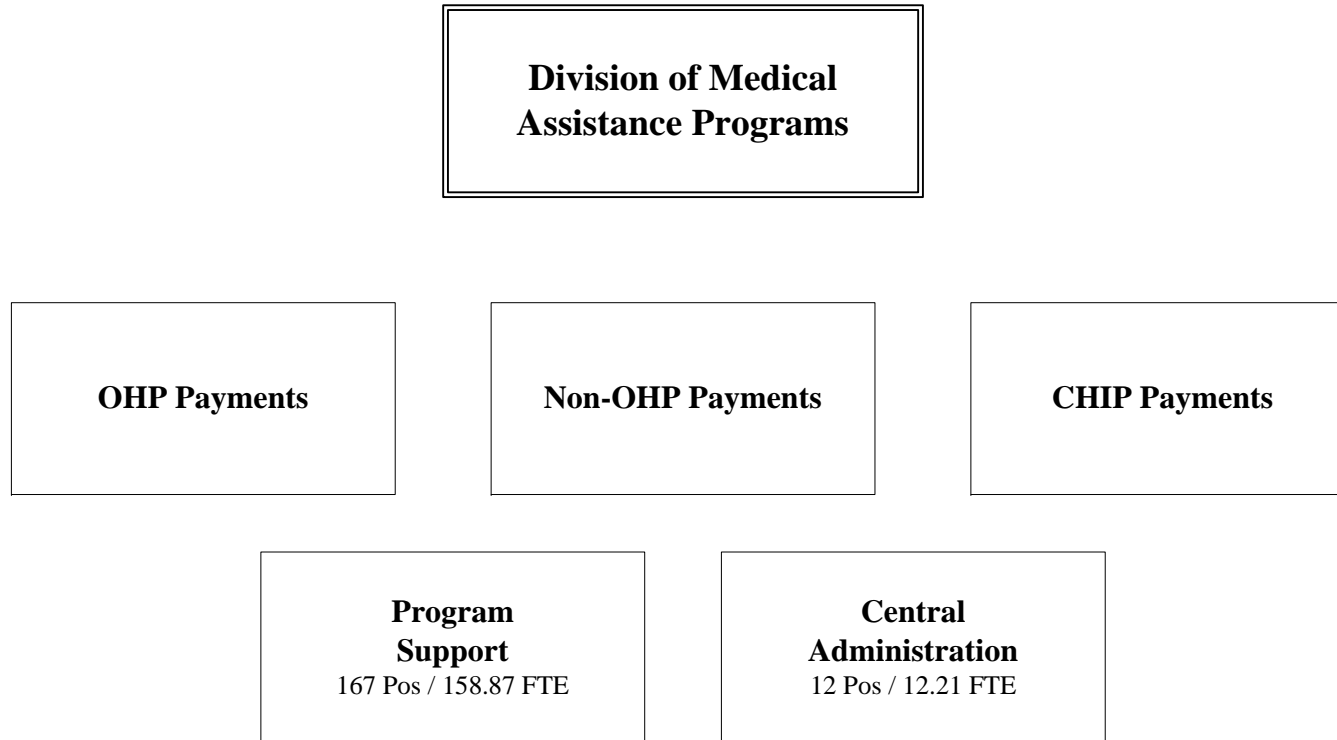 Division of Medical
Assistance Programs
OHP Payments
Non-OHP Payments
CHIP Payments
Program
Support
167 Pos / 158.87 FTE
Central
Administration
12 Pos / 12.21 FTE